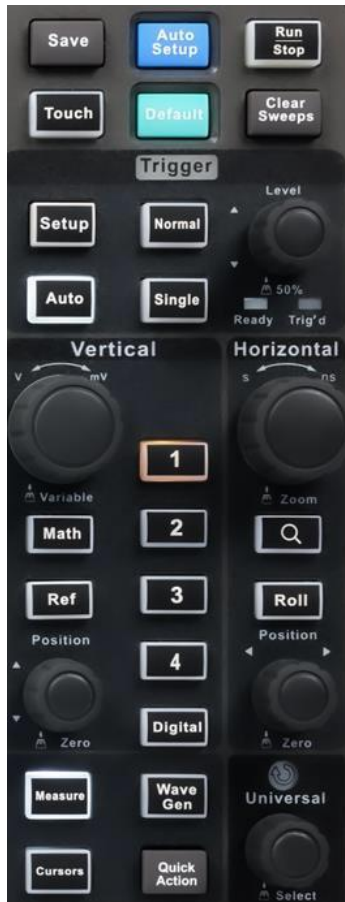 Save
Auto
Setup
Run
Stop
Touch
Default
Clear
Sweeps
Trigger
Level
Setup
Normal
50%
Auto
Single
Ready Trig'd
Vertical
Horizontal
V mV
s ns
Variable
Zoom
1
Math
2
Ref
3
Roll
Position
Position
4
Zero
Digital
Zero
Measure
Wave
Gen
Universal
Cursors
Quick
Action
Select